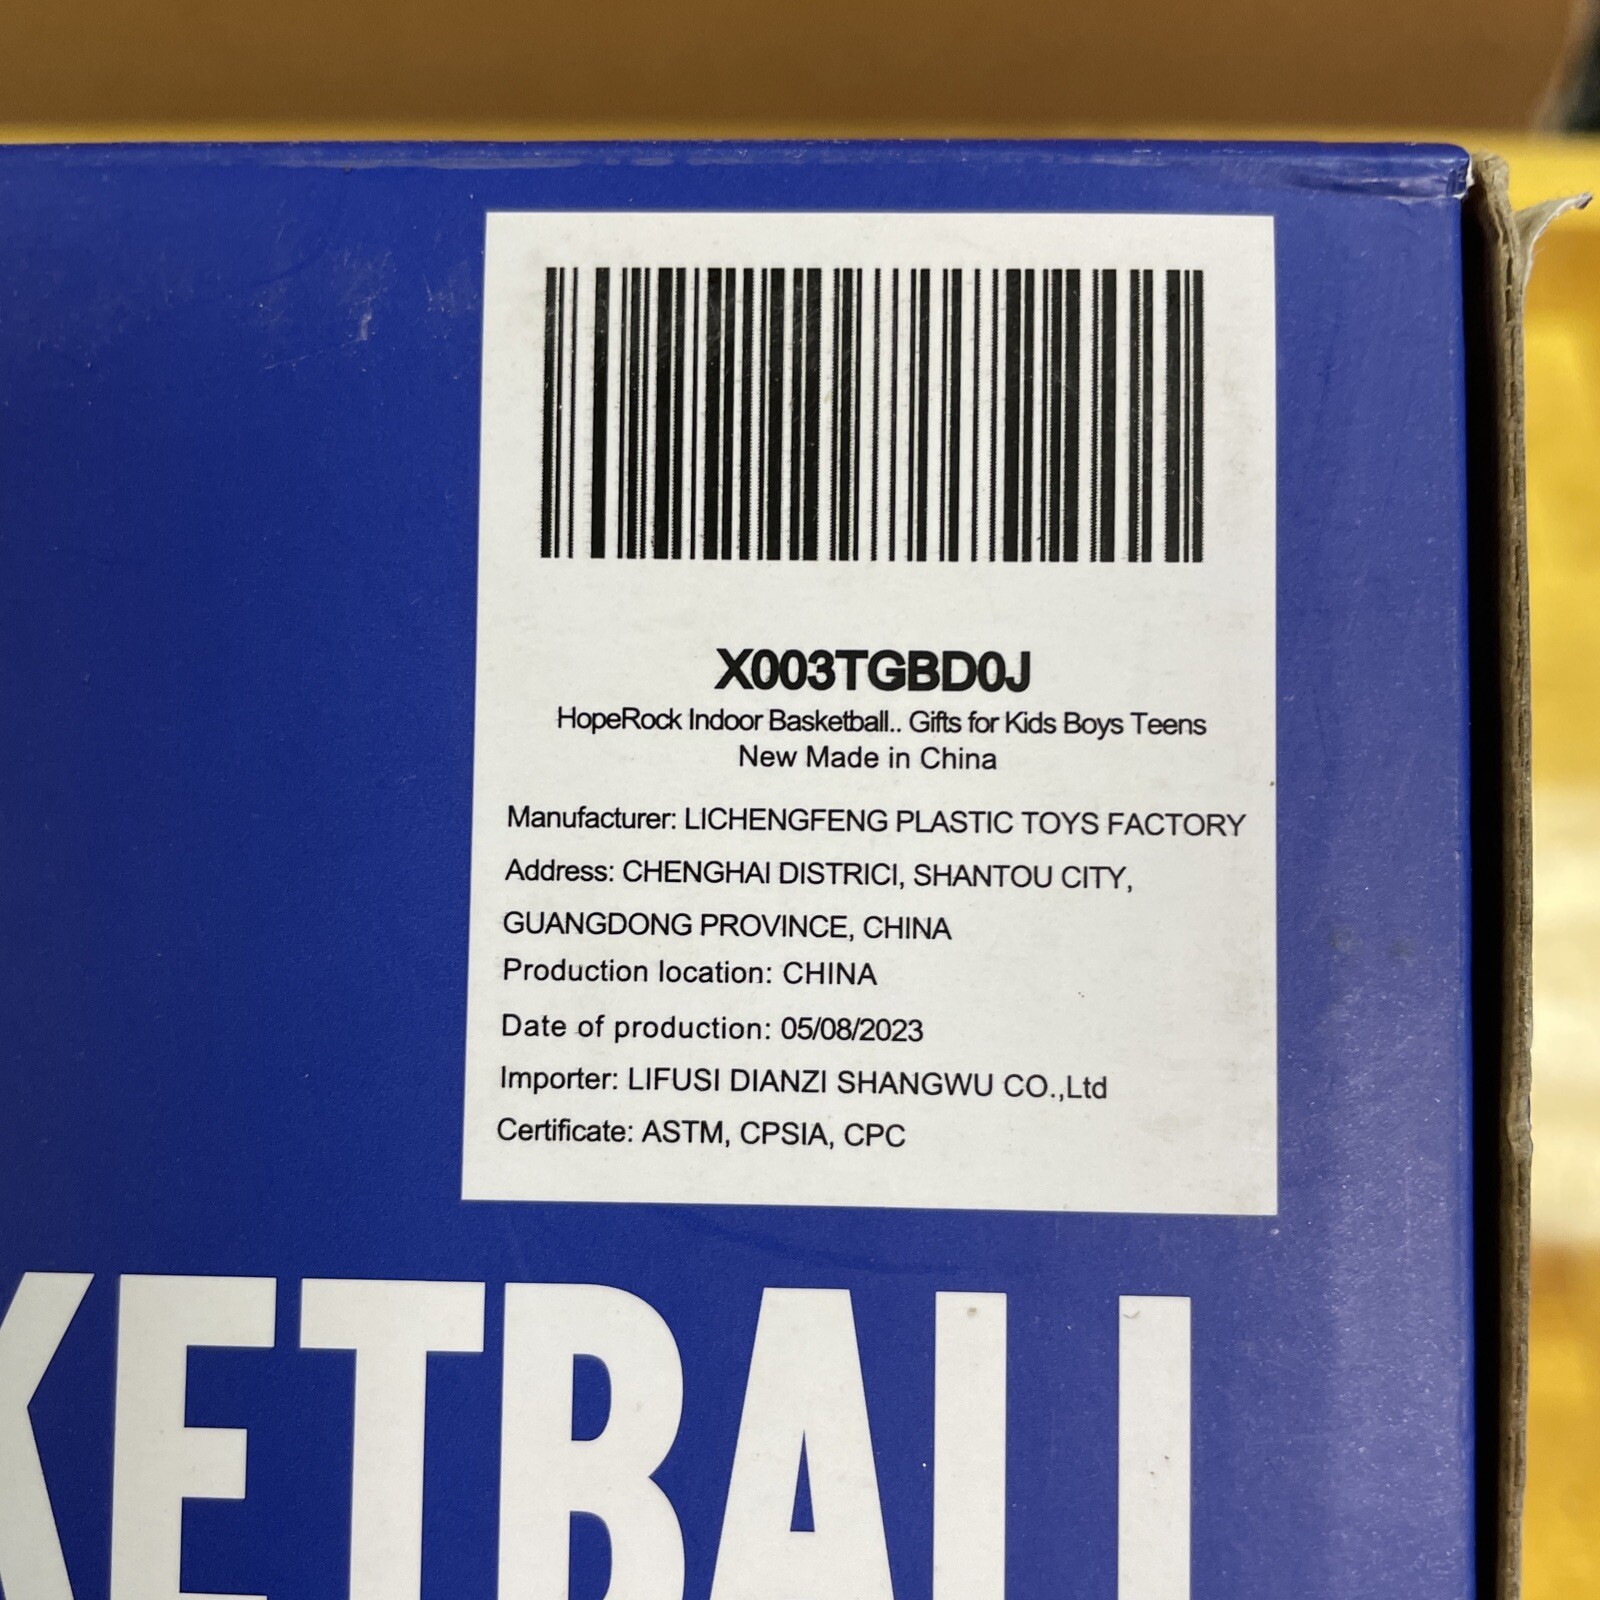 X003TGBD0J
HopeRock Indoor Basketball.. Gifts for Kids Boys Teens
New Made in China
Manufacturer: LICHENGFENG PLASTIC TOYS FACTORY
Address: CHENGHAI DISTRICI, SHANTOU CITY,
GUANGDONG PROVINCE, CHINA
Production location: CHINA
Date of production: 05/08/2023
Importer: LIFUSI DIANZI SHANGWU CO.,Ltd
Certificate: ASTM, CPSIA, CPC
KETBALL